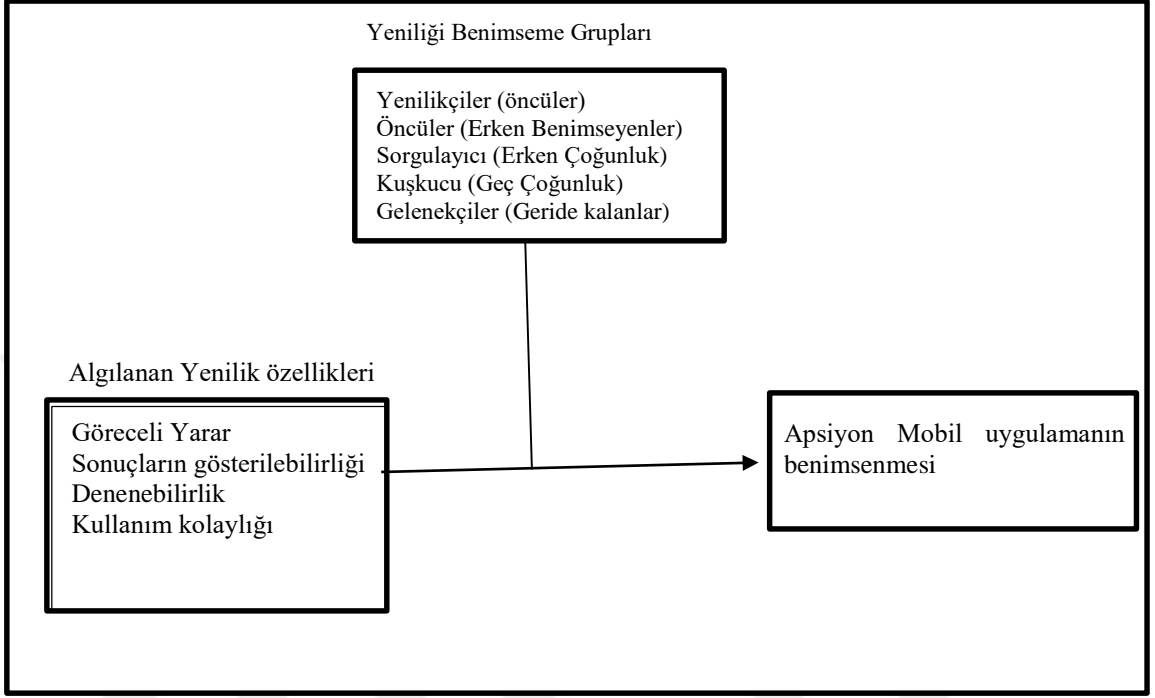 Yeniliği Benimseme Grupları
Yenilikçiler (öncüler)
Öncüler (Erken Benimseyenler)
Sorgulayıcı (Erken Çoğunluk)
Kuşkucu (Geç Çoğunluk)
Gelenekçiler (Geride kalanlar)
Algılanan Yenilik özellikleri
Göreceli Yarar
Sonuçların gösterilebilirliği
Denenebilirlik
Kullanım kolaylığı
Apsiyon Mobil uygulamanın
benimsenmesi